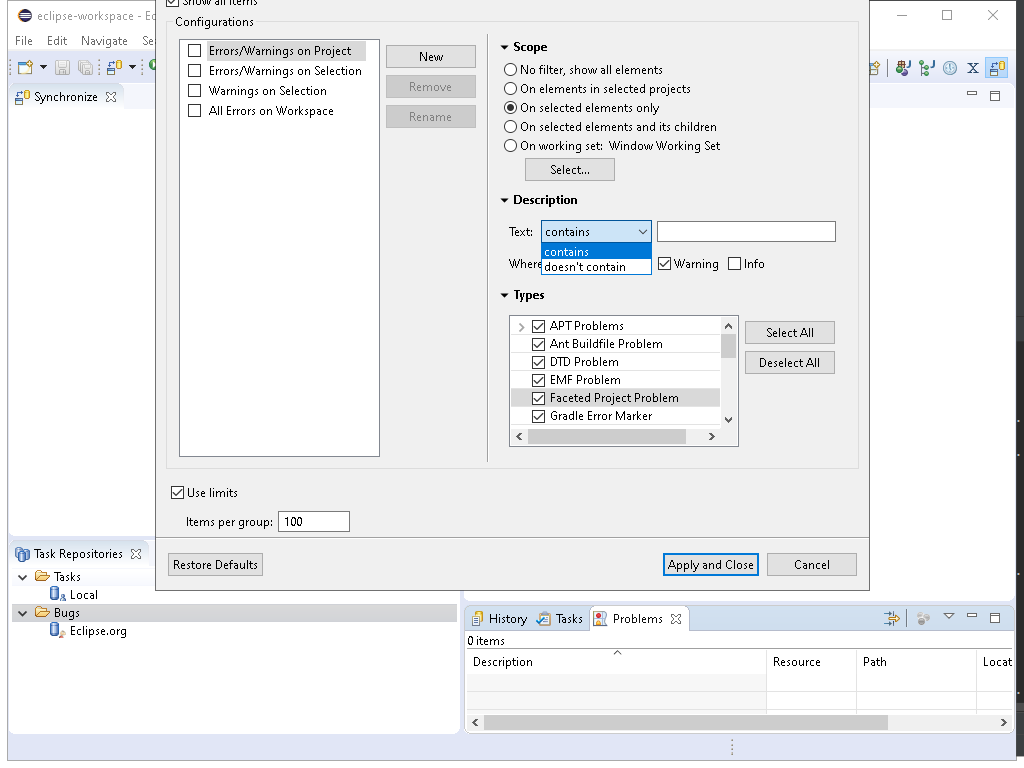 eclipse-workspace - Ec
Show all items
File Edit Navigate Se
Configurations
Synchronize
Errors/Warnings on Project
Errors/Warnings on Selection
Warnings on Selection
All Errors on Workspace
New
Remove
Rename
Scope
No filter, show all elements
On elements in selected projects
On selected elements only
On selected elements and its children
On working set: Window Working Set
Select...
Description
Text: contains
contains
doesn't contain
Where
Warning Info
Types
APT Problems
Ant Buildfile Problem
DTD Problem
EMF Problem
Faceted Project Problem
Gradle Error Marker
Select All
Deselect All
Use limits
Items per group: 100
Restore Defaults Apply and Close Cancel
Task Repositories
Tasks
Local
Bugs
Eclipse.org
History Tasks Problems
0 items
Description Resource Path Locat